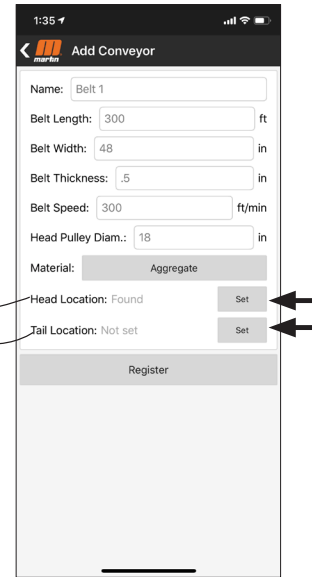 1:35
martin
Add Conveyor
Name: Belt 1
Belt Length: 300 ft
Belt Width: 48 in
Belt Thickness: .5 in
Belt Speed: 300 ft/min
Head Pulley Diam.: 18 in
Material: Aggregate
Head Location: Found Set
Tail Location: Not set Set
Register